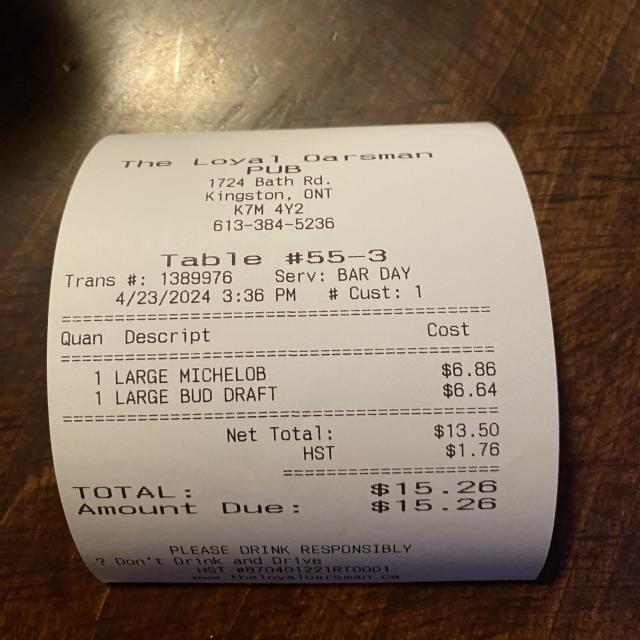 The Loyal Oarsman
PUB
1724 Bath Rd.
Kingston, ONT
K7M 4Y2
613-384-5236
Table #55-3
Trans #: 1389976 Serv: BAR DAY
4/23/2024 3:36 PM # Cust: 1
Quan Descript Cost
1 LARGE MICHELOB $6.86
1 LARGE BUD DRAFT $6.64
Net Total: $13.50
HST $1.76
TOTAL: $15.26
Amount Due: $15.26
PLEASE DRINK RESPONSIBLY
? Don't Drink and Drive
HST #870401221RT0001
www.theloyaloarsman.ca